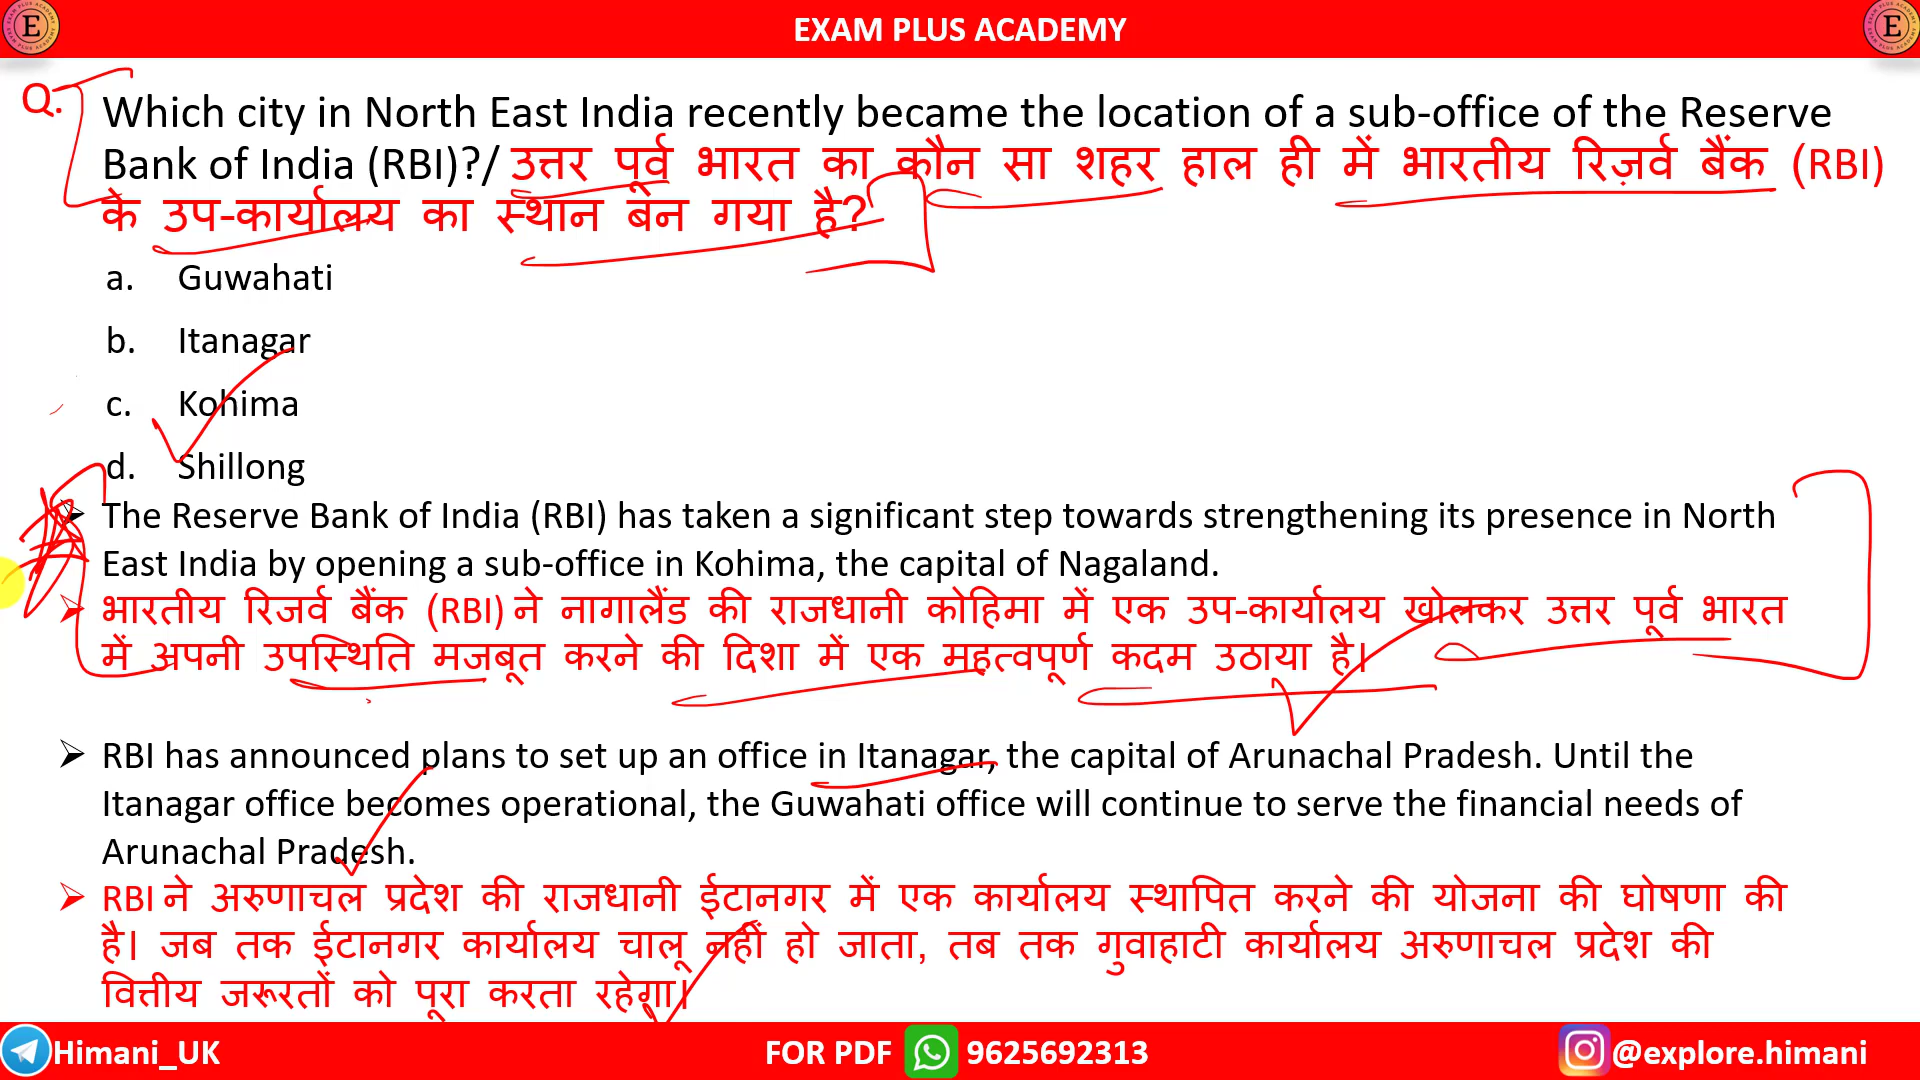 EXAM PLUS ACADEMY
E
E
Q. Which city in North East India recently became the location of a sub-office of the Reserve
Bank of India (RBI)?/ उत्तर पूर्व भारत का कौन सा शहर हाल ही में भारतीय रिज़र्व बैंक (RBI)
के उप-कार्यालय का स्थान बन गया है?
a. Guwahati
b. Itanagar
c. Kohima
d. Shillong
➢ The Reserve Bank of India (RBI) has taken a significant step towards strengthening its presence in North
East India by opening a sub-office in Kohima, the capital of Nagaland.
➢ भारतीय रिजर्व बैंक (RBI) ने नागालैंड की राजधानी कोहिमा में एक उप-कार्यालय खोलकर उत्तर पूर्व भारत
में अपनी उपस्थिति मजबूत करने की दिशा में एक महत्वपूर्ण कदम उठाया है।
➢ RBI has announced plans to set up an office in Itanagar, the capital of Arunachal Pradesh. Until the
Itanagar office becomes operational, the Guwahati office will continue to serve the financial needs of
Arunachal Pradesh.
➢ RBI ने अरुणाचल प्रदेश की राजधानी ईटानगर में एक कार्यालय स्थापित करने की योजना की घोषणा की
है। जब तक ईटानगर कार्यालय चालू नहीं हो जाता, तब तक गुवाहाटी कार्यालय अरुणाचल प्रदेश की
वित्तीय जरूरतों को पूरा करता रहेगा।
Himani_UK
FOR PDF 9625692313
@explore.himani